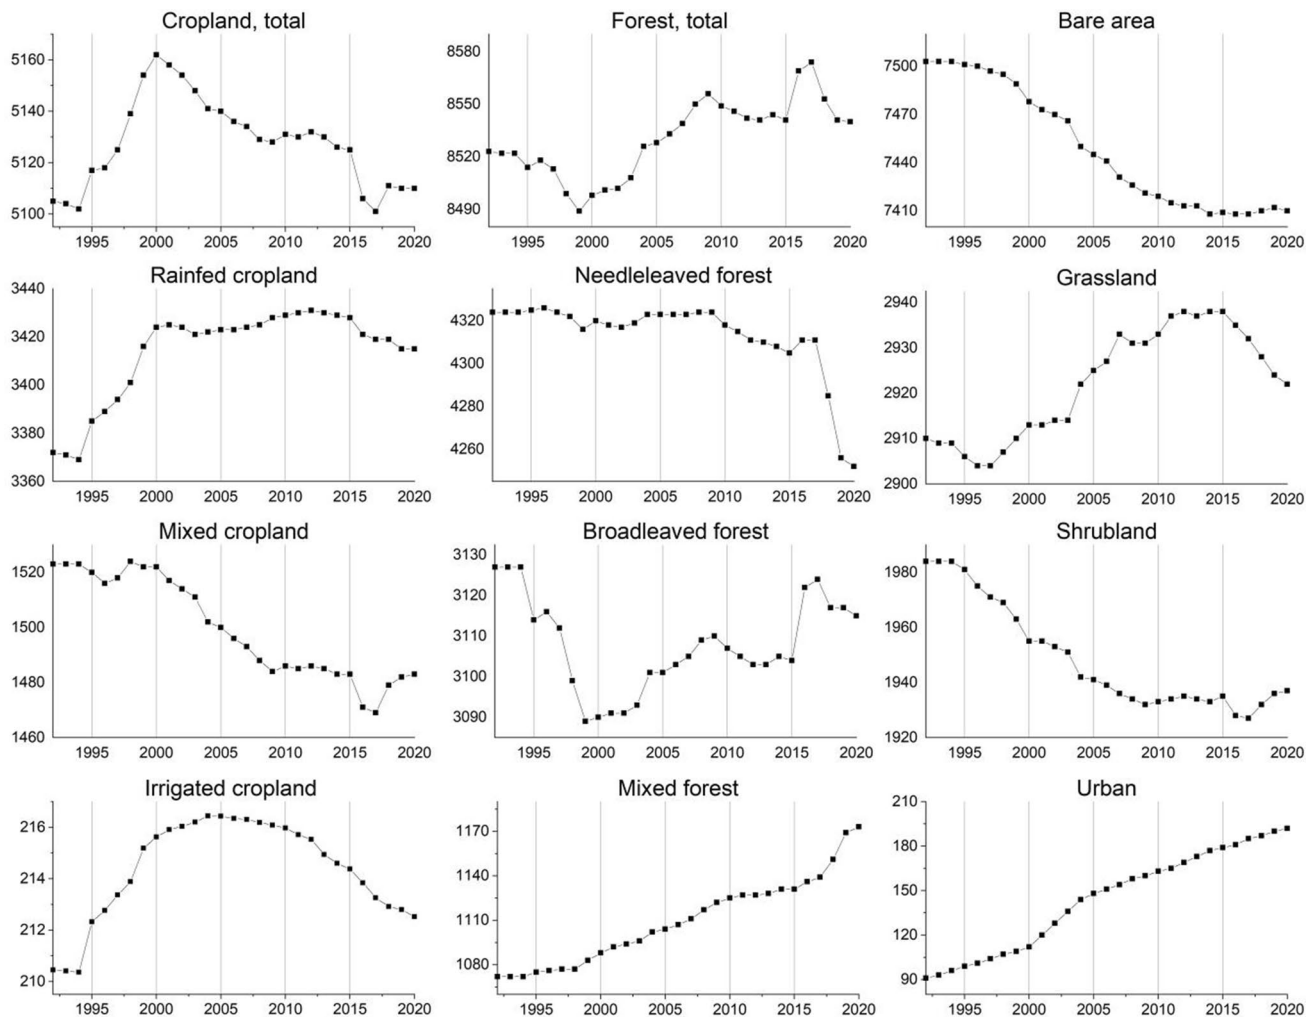 Cropland, total
5160
5140
5120
5100
1995 2000 2005 2010 2015 2020
Forest, total
8580
8550
8520
8490
1995 2000 2005 2010 2015 2020
Bare area
7500
7470
7440
7410
1995 2000 2005 2010 2015 2020
Rainfed cropland
3440
3420
3400
3380
3360
1995 2000 2005 2010 2015 2020
Needleleaved forest
4320
4300
4280
4260
1995 2000 2005 2010 2015 2020
Grassland
2940
2930
2920
2910
2900
1995 2000 2005 2010 2015 2020
Mixed cropland
1520
1500
1480
1460
1995 2000 2005 2010 2015 2020
Broadleaved forest
3130
3120
3110
3100
3090
1995 2000 2005 2010 2015 2020
Shrubland
1980
1960
1940
1920
1995 2000 2005 2010 2015 2020
Irrigated cropland
216
214
212
210
1995 2000 2005 2010 2015 2020
Mixed forest
1170
1140
1110
1080
1995 2000 2005 2010 2015 2020
Urban
210
180
150
120
90
1995 2000 2005 2010 2015 2020